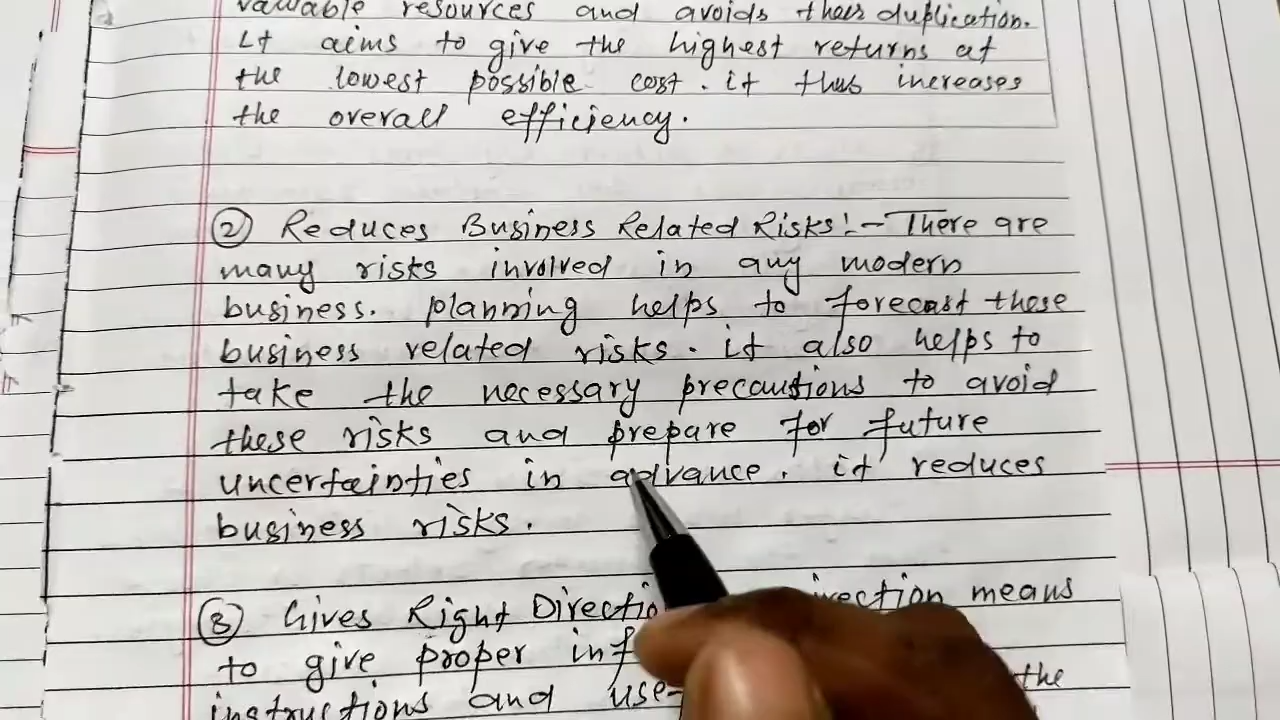 valuable resources and avoids their duplication.
It aims to give the highest returns at
the lowest possible cost. it thus increases
the overall efficiency.
② Reduces Business Related Risks:- There are
many risks involved in any modern
business. planning helps to forecast these
business related risks. it also helps to
take the necessary precautions to avoid
these risks and prepare for future
uncertainties in advance. it reduces
business risks.
③ Gives Right Directio direction means
to give proper inf
instructions and use- the